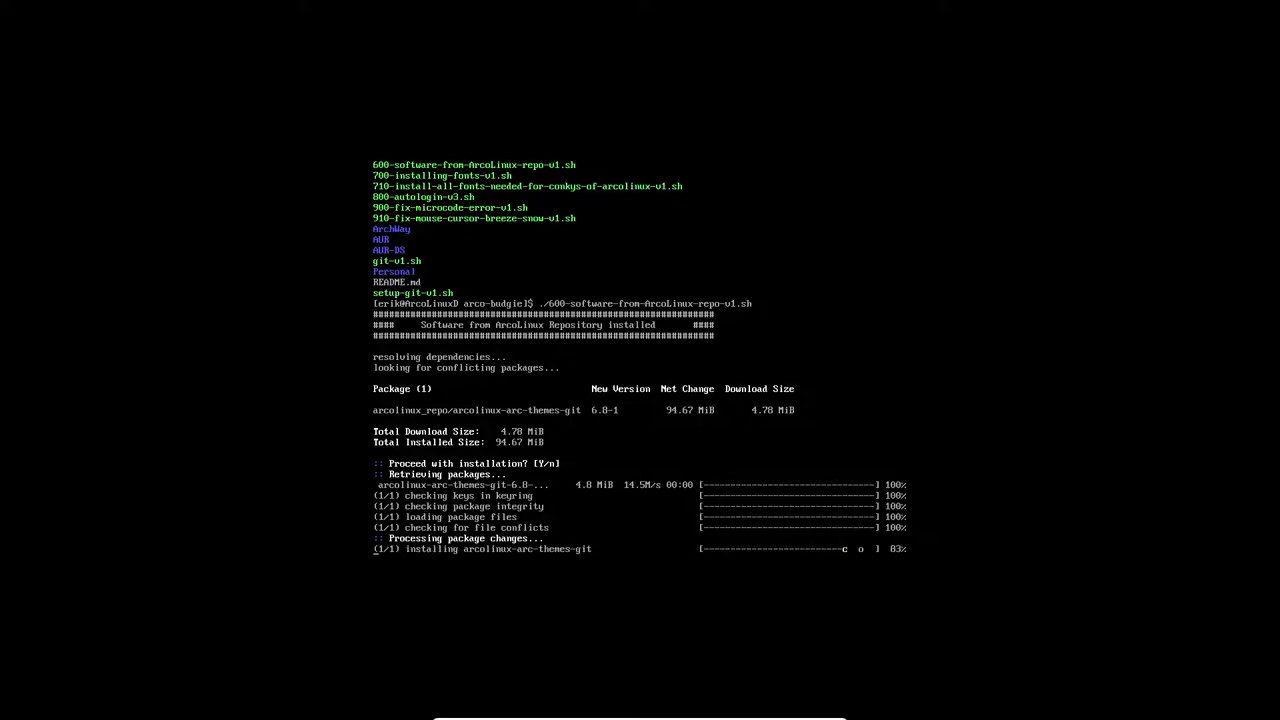 600-software-from-ArcoLinux-repo-v1.sh
700-installing-fonts-v1.sh
710-install-all-fonts-needed-for-conkys-of-arcolinux-v1.sh
800-autologin-v3.sh
900-fix-microcode-error-v1.sh
910-fix-mouse-cursor-breeze-snow-v1.sh
ArchWay
AUR
AUR-DS
git-v1.sh
Personal
README.md
setup-git-v1.sh
[erik@ArcoLinuxD arco-budgie]$ ./600-software-from-ArcoLinux-repo-v1.sh
################################################################
####     Software from ArcoLinux Repository installed       ####
################################################################
resolving dependencies...
looking for conflicting packages...
Package (1)                              New Version  Net Change  Download Size
arcolinux_repo/arcolinux-arc-themes-git  6.8-1         94.67 MiB       4.78 MiB
Total Download Size:    4.78 MiB
Total Installed Size:  94.67 MiB
:: Proceed with installation? [Y/n]
:: Retrieving packages...
 arcolinux-arc-themes-git-6.8-...     4.8 MiB  14.5M/s 00:00 [--------------------------------] 100%
(1/1) checking keys in keyring                               [--------------------------------] 100%
(1/1) checking package integrity                             [--------------------------------] 100%
(1/1) loading package files                                  [--------------------------------] 100%
(1/1) checking for file conflicts                            [--------------------------------] 100%
:: Processing package changes...
(1/1) installing arcolinux-arc-themes-git                    [--------------------------c  o  ]  83%